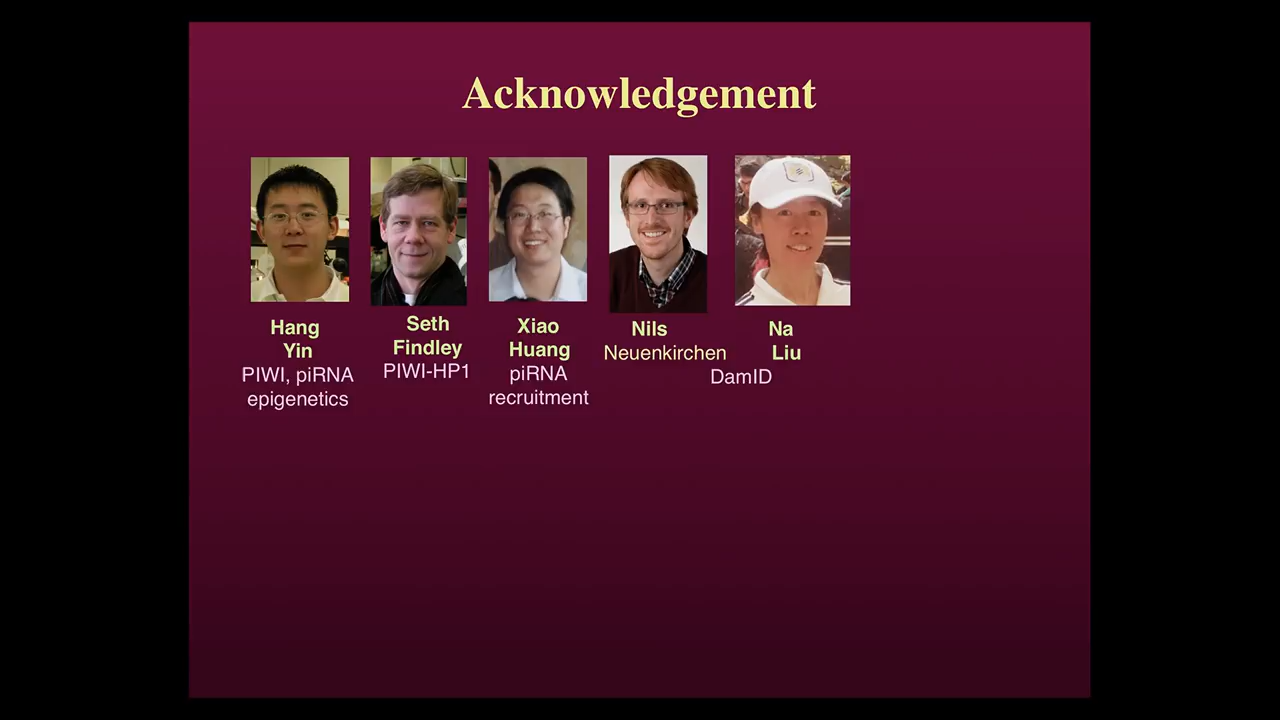 Acknowledgement
Hang
Yin
PIWI, piRNA
epigenetics
Seth
Findley
PIWI-HP1
Xiao
Huang
piRNA
recruitment
Nils
Neuenkirchen
Na
Liu
DamID